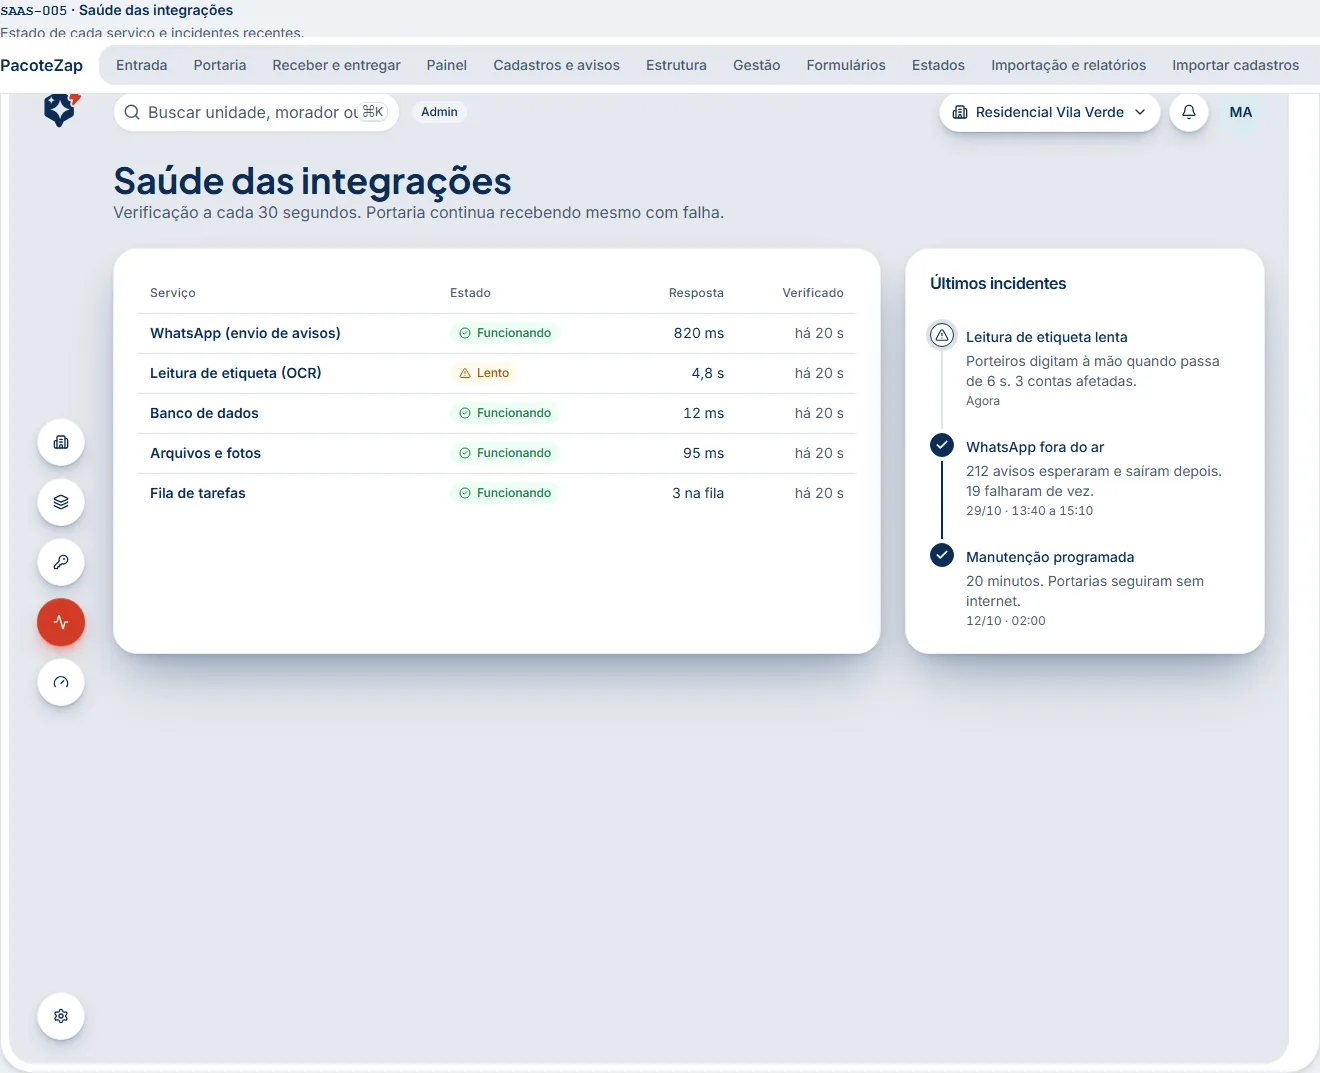 SAAS-005 · Saúde das integrações
Estado de cada serviço e incidentes recentes.
PacoteZap
Entrada
Portaria
Receber e entregar
Painel
Cadastros e avisos
Estrutura
Gestão
Formulários
Estados
Importação e relatórios
Importar cadastros
Buscar unidade, morador ou
⌘K
Admin
Residencial Vila Verde
MA
Saúde das integrações
Verificação a cada 30 segundos. Portaria continua recebendo mesmo com falha.
Serviço Estado Resposta Verificado
WhatsApp (envio de avisos) Funcionando 820 ms há 20 s
Leitura de etiqueta (OCR) Lento 4,8 s há 20 s
Banco de dados Funcionando 12 ms há 20 s
Arquivos e fotos Funcionando 95 ms há 20 s
Fila de tarefas Funcionando 3 na fila há 20 s
Últimos incidentes
Leitura de etiqueta lenta
Porteiros digitam à mão quando passa
de 6 s. 3 contas afetadas.
Agora
WhatsApp fora do ar
212 avisos esperaram e saíram depois.
19 falharam de vez.
29/10 · 13:40 a 15:10
Manutenção programada
20 minutos. Portarias seguiram sem
internet.
12/10 · 02:00